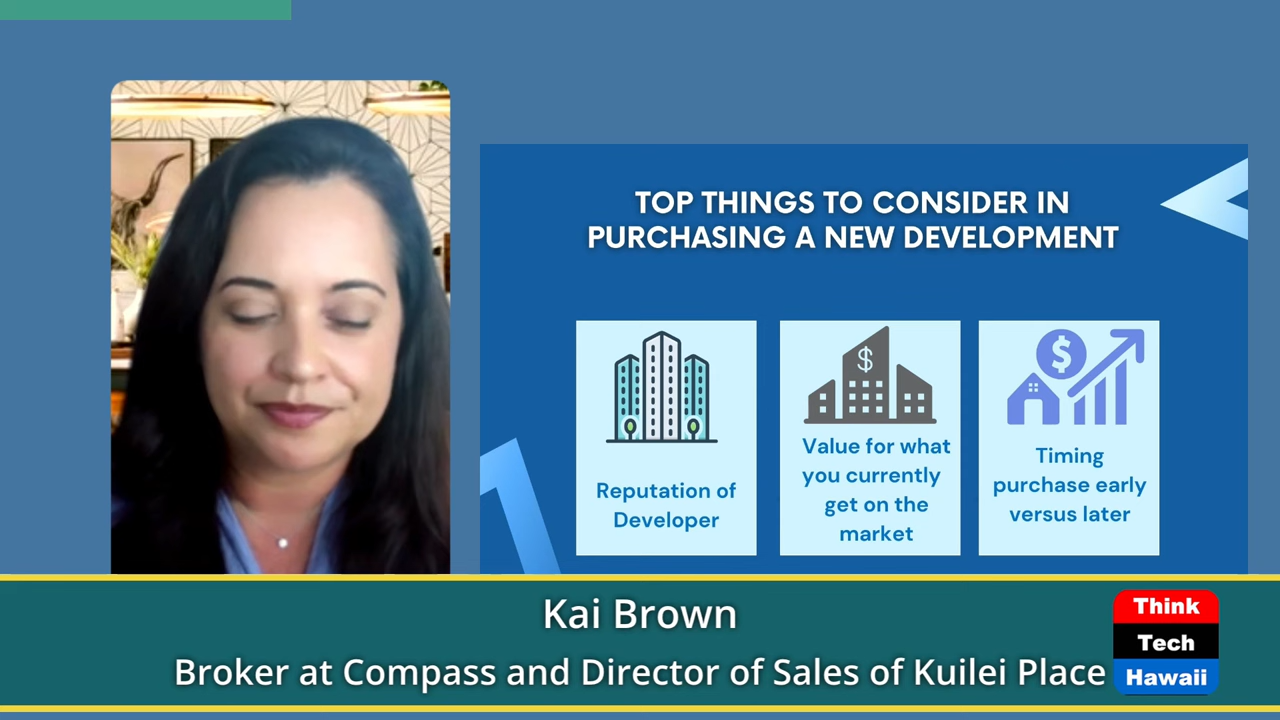 TOP THINGS TO CONSIDER IN
PURCHASING A NEW DEVELOPMENT
Reputation of
Developer
Value for what
you currently
get on the
market
Timing
purchase early
versus later
Kai Brown
Broker at Compass and Director of Sales of Kuilei Place
Think
Tech
Hawaii